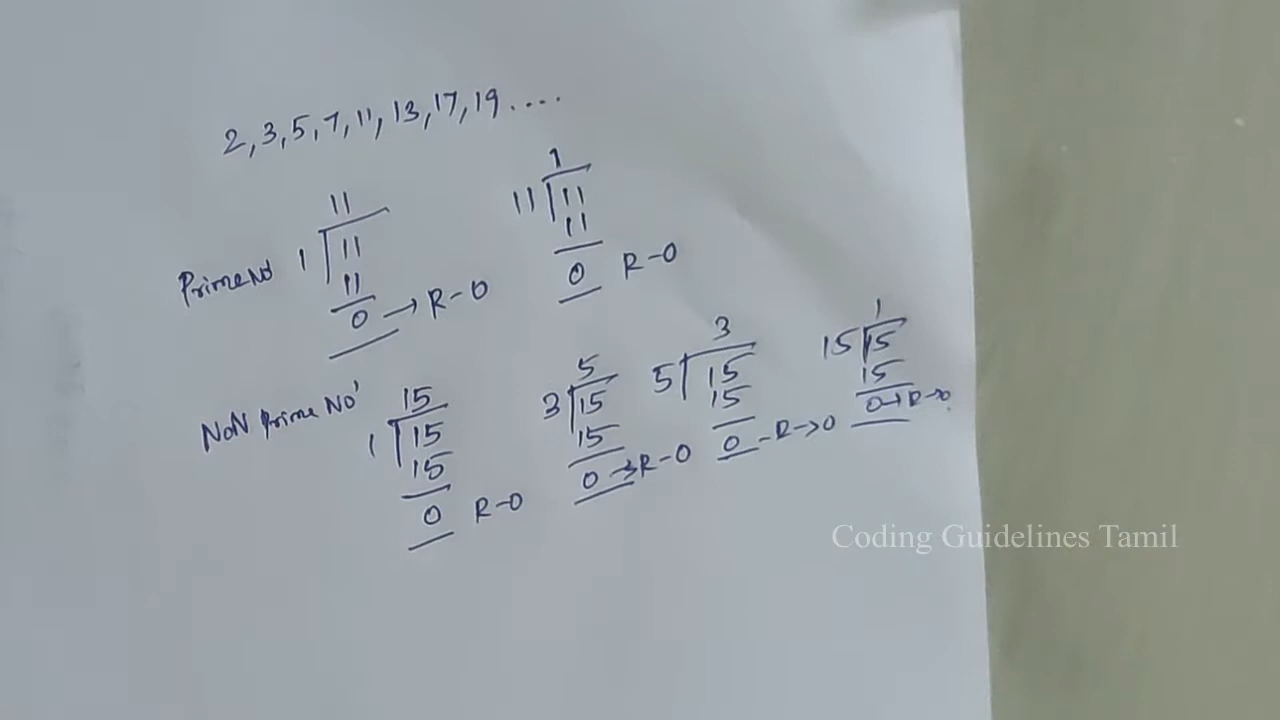 2, 3, 5, 7, 11, 13, 17, 19 ....
Prime No
11
1 11
11
0 → R-0
1
11 11
11
0 R-0
Non Prime No'
15
1 15
15
0 R-0
5
3 15
15
0 → R-0
3
5 15
15
0 - R→0
1
15 15
15
0→R→0
Coding Guidelines Tamil